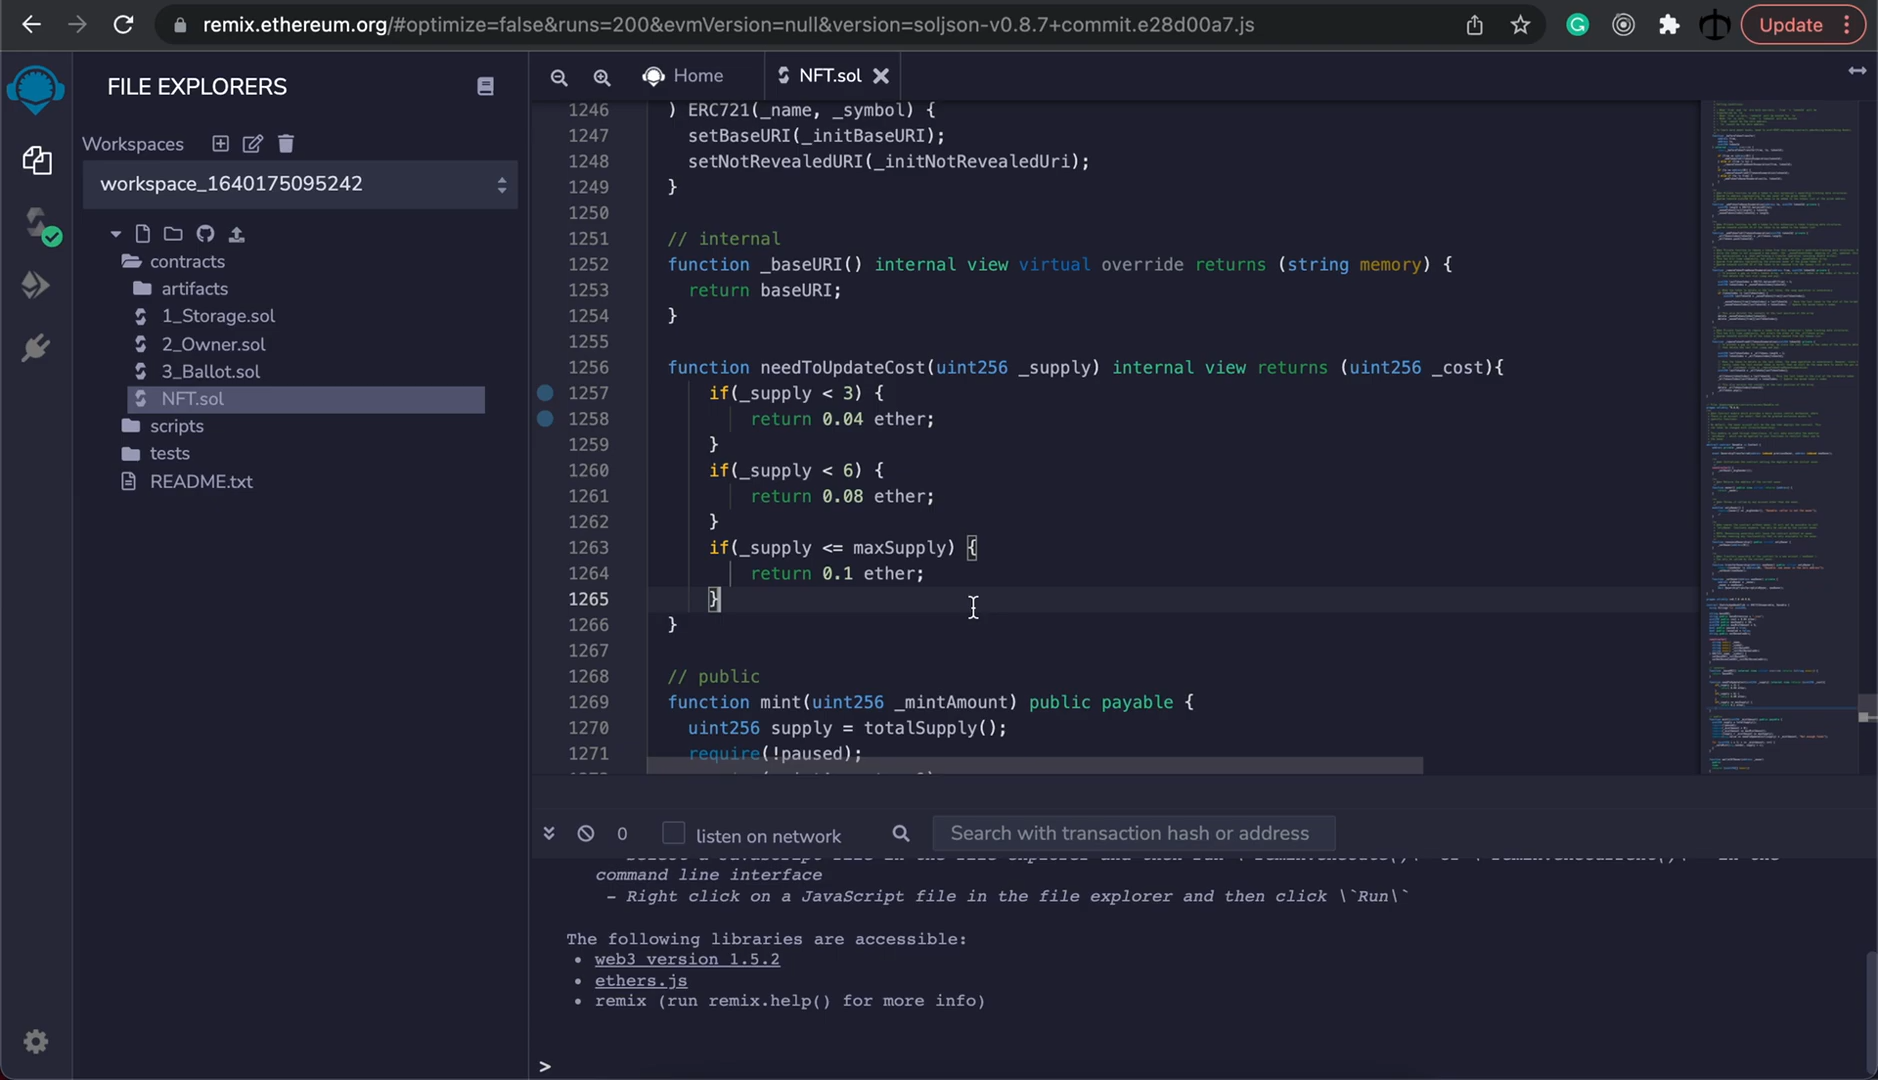 remix.ethereum.org/#optimize=false&runs=200&evmVersion=null&version=soljson-v0.8.7+commit.e28d00a7.js
Update
FILE EXPLORERS
Workspaces
workspace_1640175095242
contracts
artifacts
1_Storage.sol
2_Owner.sol
3_Ballot.sol
NFT.sol
scripts
tests
README.txt
Home
NFT.sol
1246 ) ERC721(_name, _symbol) {
1247 setBaseURI(_initBaseURI);
1248 setNotRevealedURI(_initNotRevealedUri);
1249 }
1250
1251 // internal
1252 function _baseURI() internal view virtual override returns (string memory) {
1253 return baseURI;
1254 }
1255
1256 function needToUpdateCost(uint256 _supply) internal view returns (uint256 _cost){
1257 if(_supply < 3) {
1258 return 0.04 ether;
1259 }
1260 if(_supply < 6) {
1261 return 0.08 ether;
1262 }
1263 if(_supply <= maxSupply) {
1264 return 0.1 ether;
1265 }
1266 }
1267
1268 // public
1269 function mint(uint256 _mintAmount) public payable {
1270 uint256 supply = totalSupply();
1271 require(!paused);
0
listen on network
Search with transaction hash or address
command line interface
- Right click on a JavaScript file in the file explorer and then click \`Run\`
The following libraries are accessible:
• web3 version 1.5.2
• ethers.js
• remix (run remix.help() for more info)
>